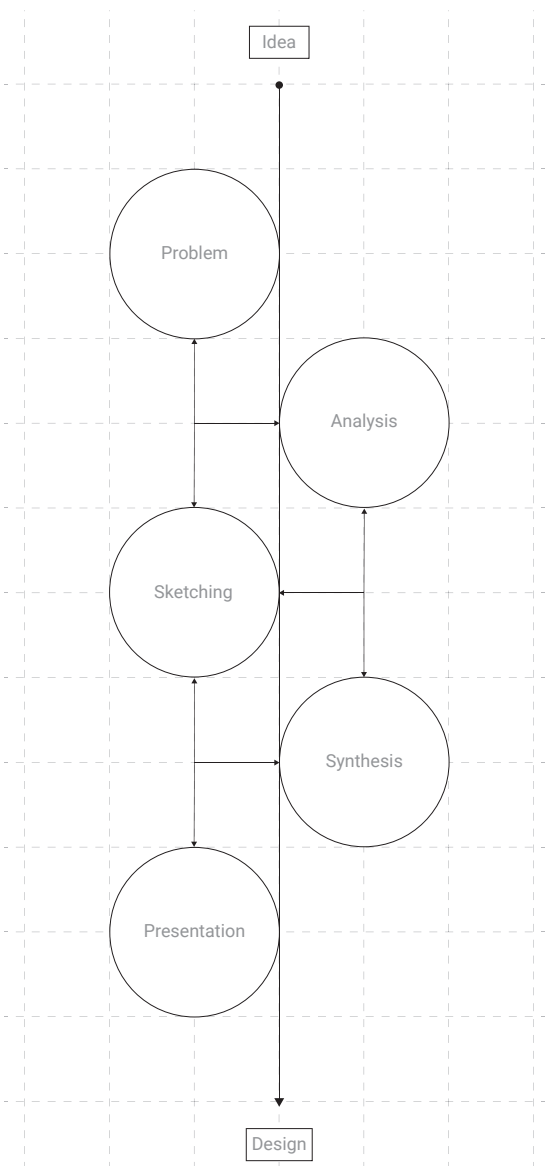 Idea
Problem
Analysis
Sketching
Synthesis
Presentation
Design